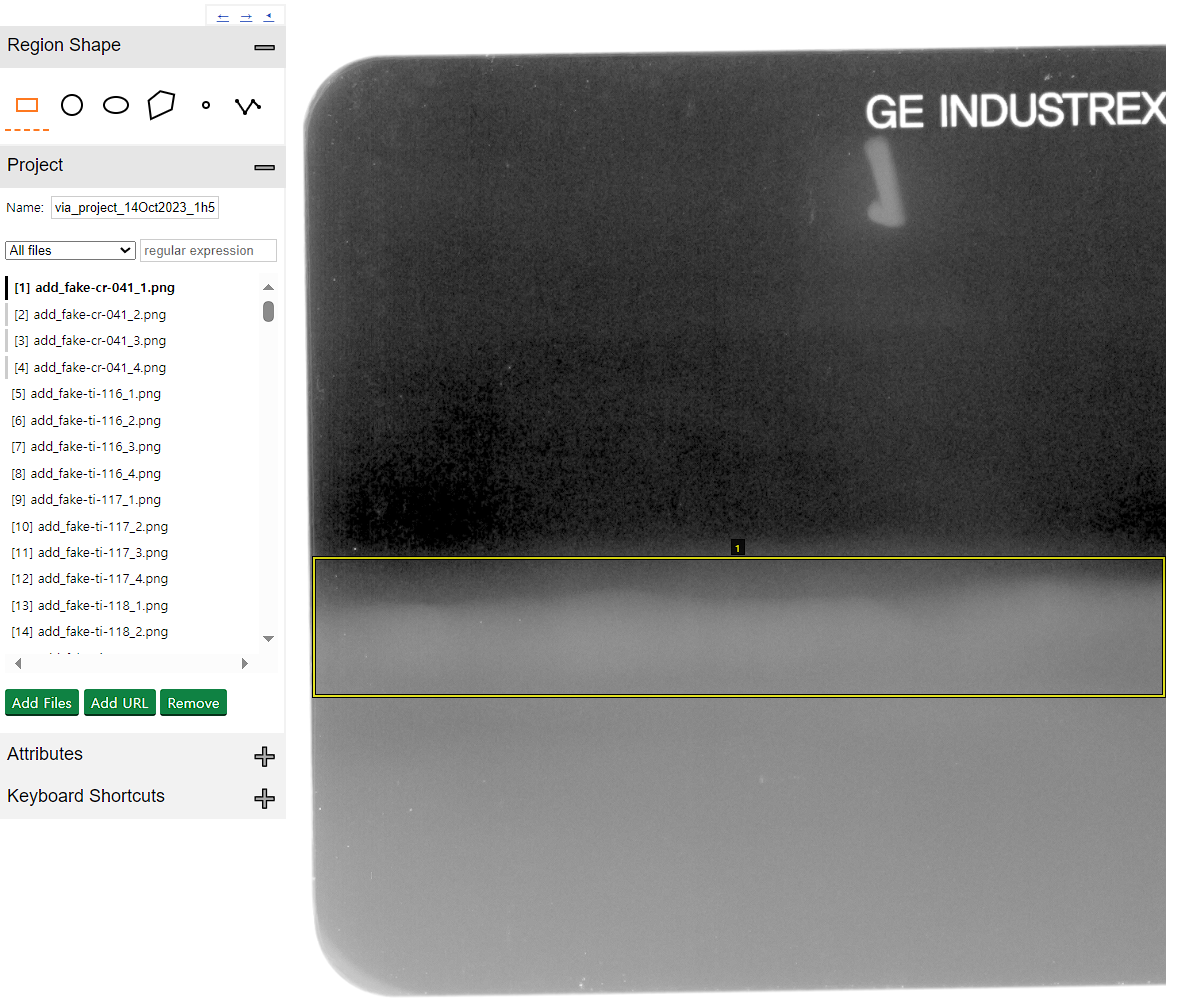 Region Shape
GE INDUSTREX
Project
Name: via_project_14Oct2023_1h5
All files regular expression
[1] add_fake-cr-041_1.png
[2] add_fake-cr-041_2.png
[3] add_fake-cr-041_3.png
[4] add_fake-cr-041_4.png
[5] add_fake-ti-116_1.png
[6] add_fake-ti-116_2.png
[7] add_fake-ti-116_3.png
[8] add_fake-ti-116_4.png
[9] add_fake-ti-117_1.png
[10] add_fake-ti-117_2.png
[11] add_fake-ti-117_3.png
[12] add_fake-ti-117_4.png
[13] add_fake-ti-118_1.png
[14] add_fake-ti-118_2.png
1
Add Files Add URL Remove
Attributes
Keyboard Shortcuts